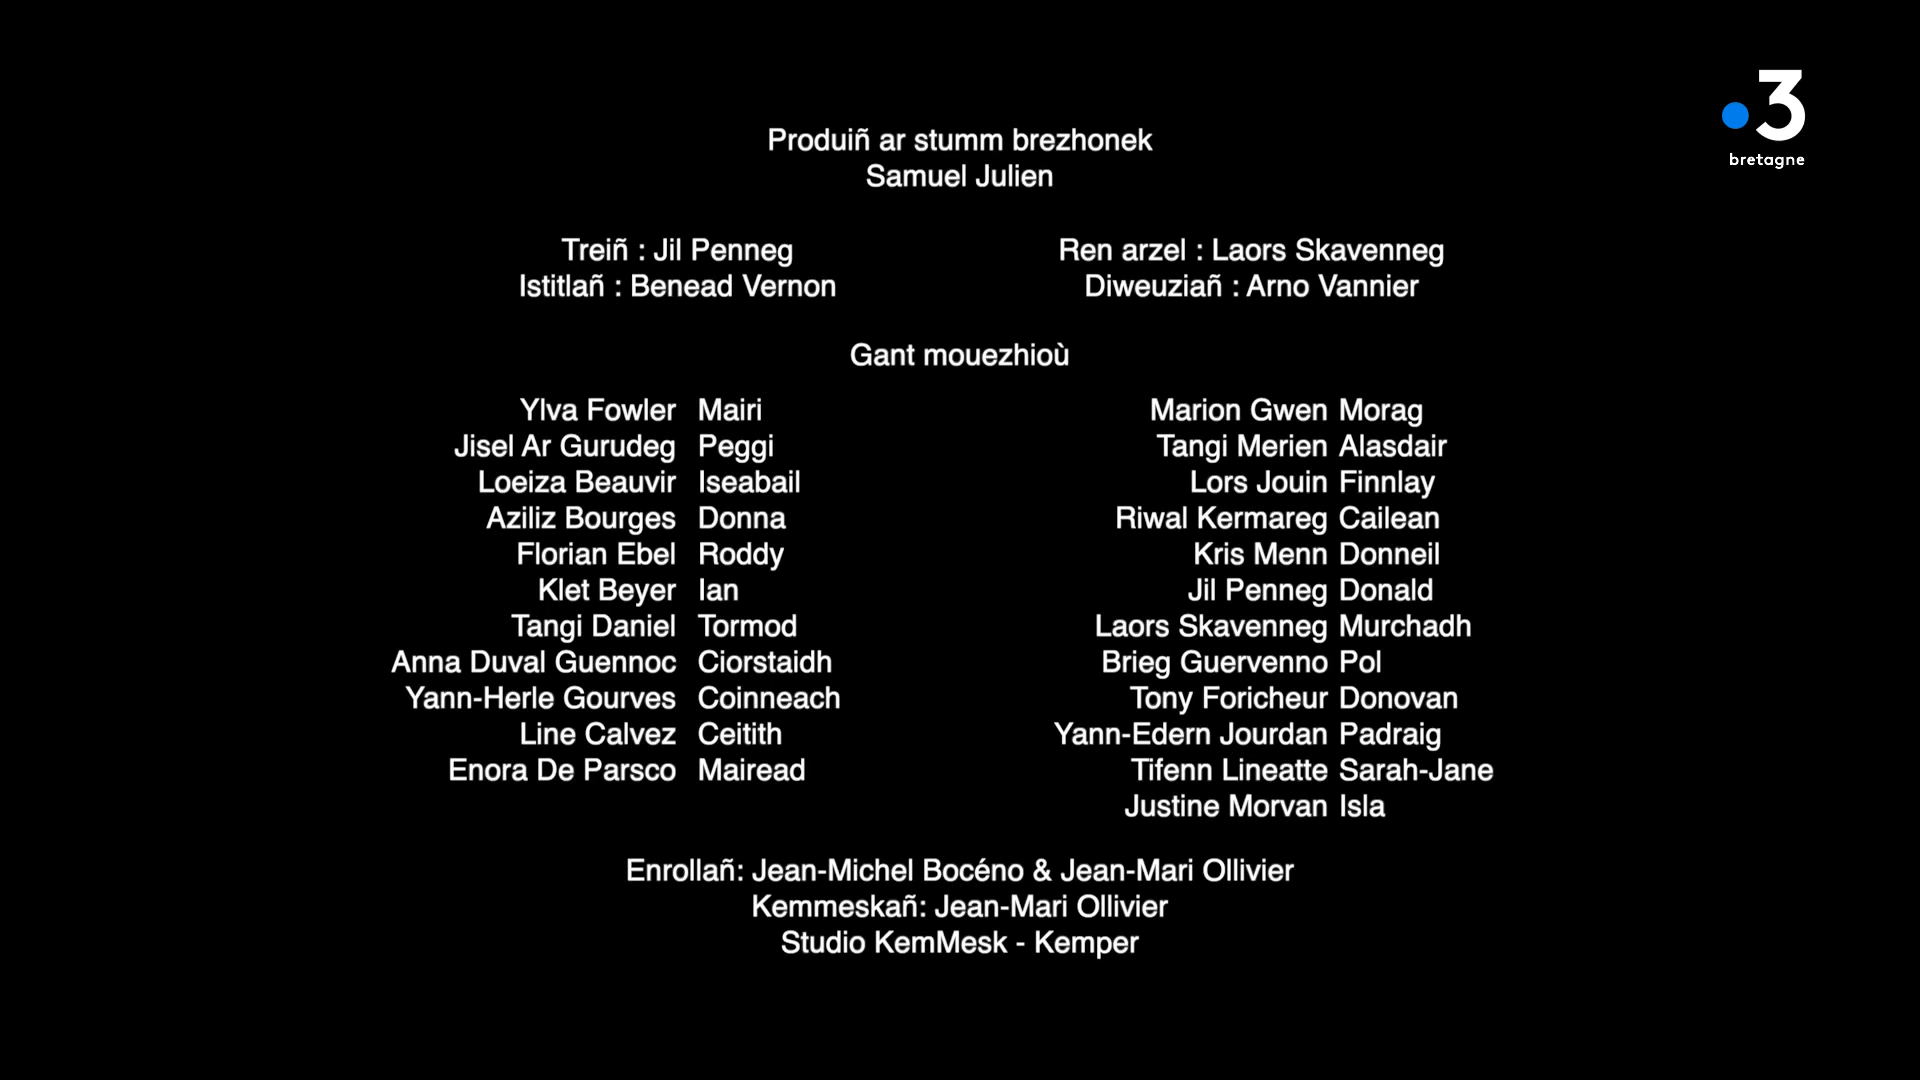 3
bretagne
Produiñ ar stumm brezhonek
Samuel Julien
Treiñ : Jil Penneg
Istitlañ : Benead Vernon
Ren arzel : Laors Skavenneg
Diweuziañ : Arno Vannier
Gant mouezhioù
Ylva Fowler Mairi
Jisel Ar Gurudeg Peggi
Loeiza Beauvir Iseabail
Aziliz Bourges Donna
Florian Ebel Roddy
Klet Beyer Ian
Tangi Daniel Tormod
Anna Duval Guennoc Ciorstaidh
Yann-Herle Gourves Coinneach
Line Calvez Ceitith
Enora De Parsco Mairead
Marion Gwen Morag
Tangi Merien Alasdair
Lors Jouin Finnlay
Riwal Kermareg Cailean
Kris Menn Donneil
Jil Penneg Donald
Laors Skavenneg Murchadh
Brieg Guervenno Pol
Tony Foricheur Donovan
Yann-Edern Jourdan Padraig
Tifenn Lineatte Sarah-Jane
Justine Morvan Isla
Enrollañ: Jean-Michel Bocéno & Jean-Mari Ollivier
Kemmeskañ: Jean-Mari Ollivier
Studio KemMesk - Kemper